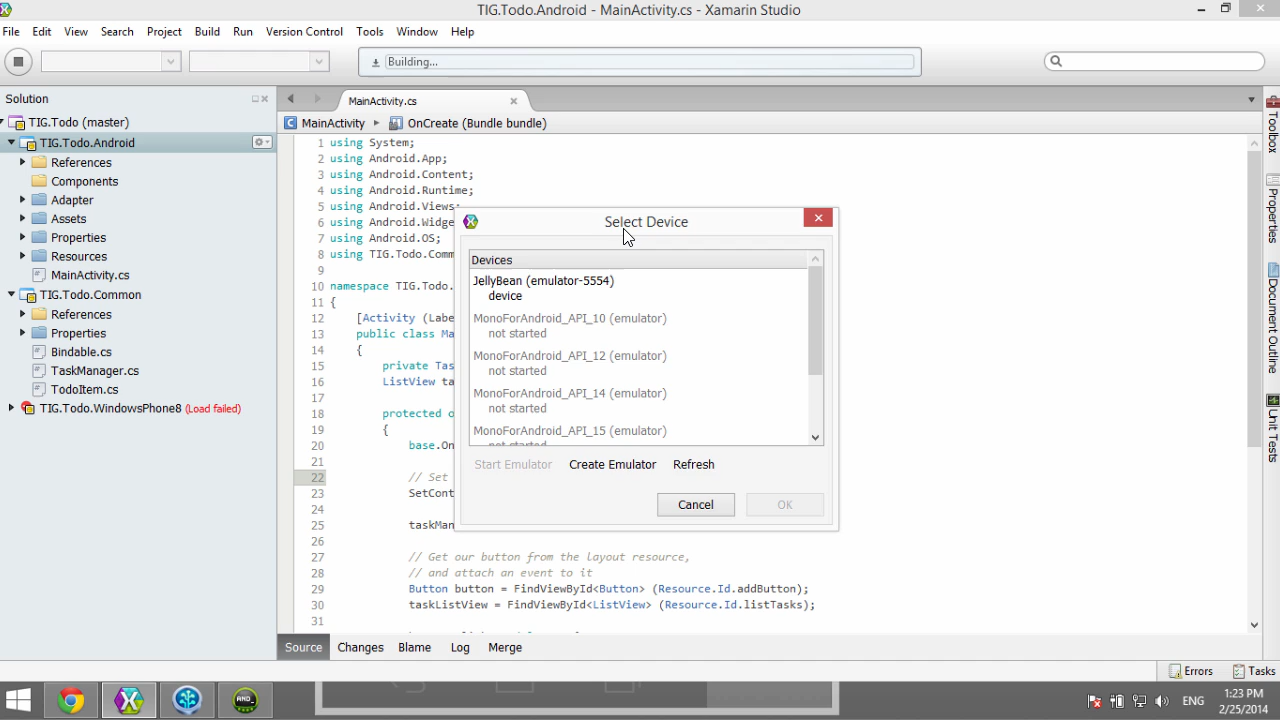 TIG.Todo.Android - MainActivity.cs - Xamarin Studio
File Edit View Search Project Build Run Version Control Tools Window Help
Building...
Solution
MainActivity.cs
TIG.Todo (master)
MainActivity OnCreate (Bundle bundle)
TIG.Todo.Android
References
Components
Adapter
Assets
Properties
Resources
MainActivity.cs
TIG.Todo.Common
References
Properties
Bindable.cs
TaskManager.cs
TodoItem.cs
TIG.Todo.WindowsPhone8 (Load failed)
1 using System;
2 using Android.App;
3 using Android.Content;
4 using Android.Runtime;
5 using Android.Views;
6 using Android.Widge
7 using Android.OS;
8 using TIG.Todo.Comm
9
10 namespace TIG.Todo.
11 {
12 [Activity (Labe
13 public class Ma
14 {
15 private Tas
16 ListView ta
17
18 protected o
19 {
20 base.On
21
22 // Set
23 SetCont
24
25 taskMan
26
27 // Get our button from the layout resource,
28 // and attach an event to it
29 Button button = FindViewById<Button> (Resource.Id.addButton);
30 taskListView = FindViewById<ListView> (Resource.Id.listTasks);
31
Select Device
Devices
JellyBean (emulator-5554)
device
MonoForAndroid_API_10 (emulator)
not started
MonoForAndroid_API_12 (emulator)
not started
MonoForAndroid_API_14 (emulator)
not started
MonoForAndroid_API_15 (emulator)
not started
Start Emulator Create Emulator Refresh
Cancel OK
Toolbox
Properties
Document Outline
Unit Tests
Source Changes Blame Log Merge
Errors Tasks
AND_
ENG
1:23 PM
2/25/2014